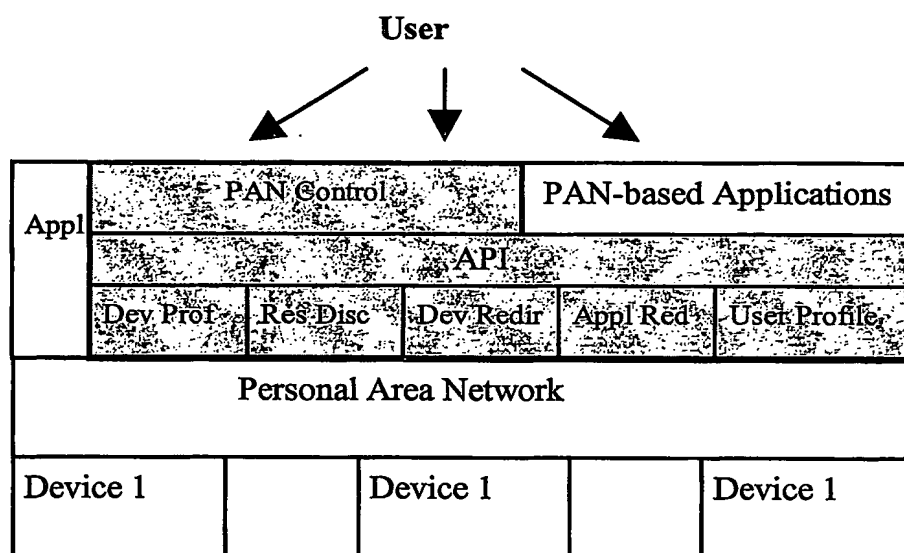 User
PAN Control
PAN-based Applications
Appl
API
Dev Prof
Res Disc
Dev Redir
Appl Red
User Profile
Personal Area Network
Device 1
Device 1
Device 1